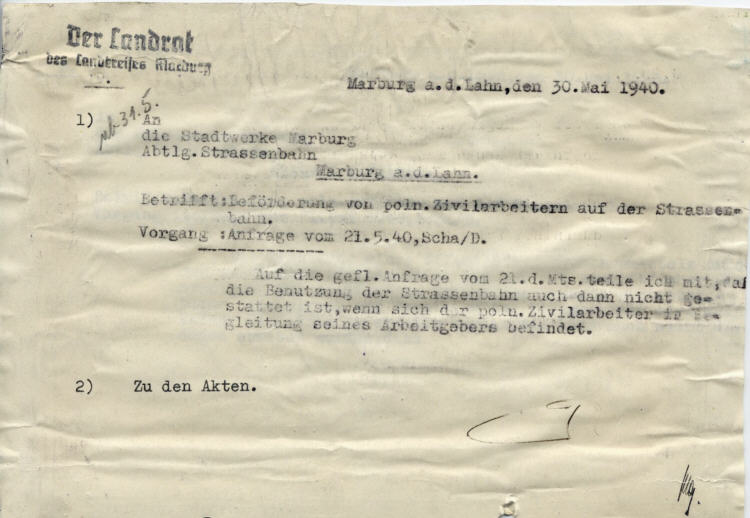 Der Landrat
des Landkreises Marburg
Marburg a.d.Lahn,den 30.Mai 1940.
31.5.
1) An
die Stadtwerke Marburg
Abtlg.Strassenbahn
Marburg a.d.Lahn.
Betrifft:Beförderung von poln.Zivilarbeitern auf der Strassen=
bahn.
Vorgang :Anfrage vom 21.5.40,Scha/D.
Auf die gefl.Anfrage vom 21.d.Mts.teile ich mit,daß
die Benutzung der Strassenbahn auch dann nicht ge=
stattet ist,wenn sich der poln.Zivilarbeiter in Be=
gleitung seines Arbeitgebers befindet.
2) Zu den Akten.